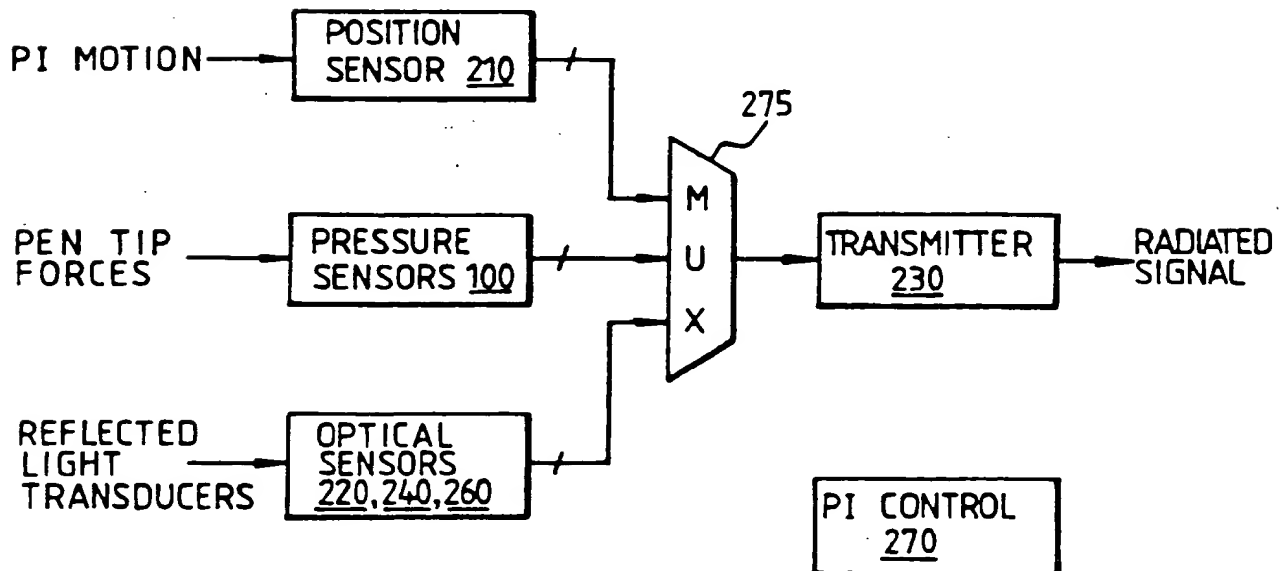 PI MOTION
POSITION
SENSOR 210
275
PEN TIP
FORCES
PRESSURE
SENSORS 100
M
U
X
TRANSMITTER
230
RADIATED
SIGNAL
REFLECTED
LIGHT
TRANSDUCERS
OPTICAL
SENSORS
220, 240, 260
PI CONTROL
270